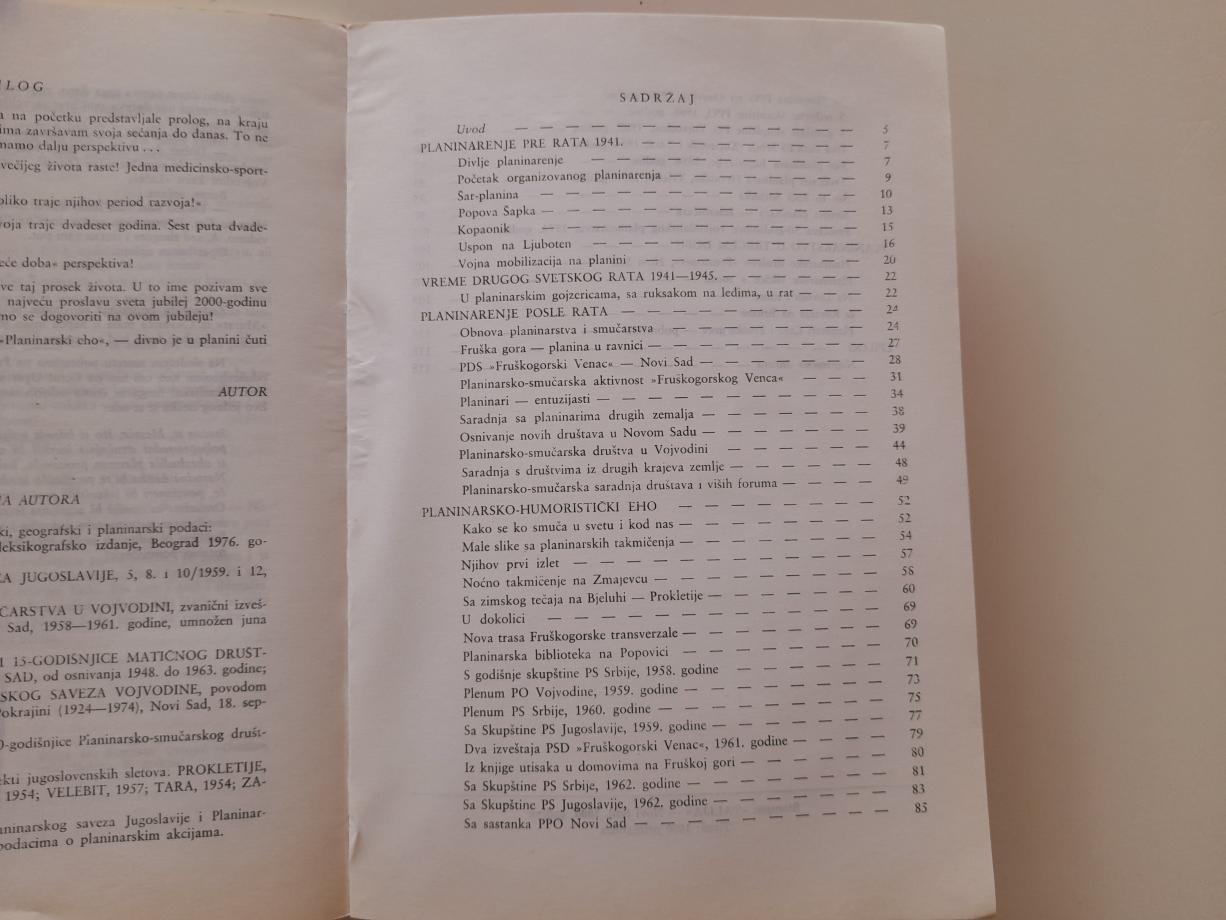 ILOG
a na početku predstavljale prolog, na kraju
ima završavam svoja sećanja do danas. To ne
namo dalju perspektivu . . .
večijeg života raste! Jedna medicinsko-sport-
oliko traje njihov period razvoja!«
voja traje dvadeset godina. Šest puta dvade-
eće doba« perspektiva!
ve taj prosek života. U to ime pozivam sve
najveću proslavu sveta jubilej 2000-godinu
no se dogovoriti na ovom jubileju!
»Planinarski eho«, — divno je u planini čuti
AUTOR
A AUTORA
ki, geografski i planinarski podaci:
leksikografsko izdanje, Beograd 1976. go-
ZA JUGOSLAVIJE, 5, 8. i 10/1959. i 12,
ČARSTVA U VOJVODINI, zvanični izveš-
Sad, 1958—1961. godine, umnožen juna
I 15-GODIŠNJICE MATIČNOG DRUŠT-
SAD, od osnivanja 1948. do 1963. godine;
SKOG SAVEZA VOJVODINE, povodom
Pokrajini (1924—1974), Novi Sad, 18. sep-
0-godišnjice Planinarsko-smučarskog društ-
ekti jugoslovenskih sletova: PROKLETIJE,
1954; VELEBIT, 1957; TARA, 1954; ZA-
aninarskog saveza Jugoslavije i Planinar-
podacima o planinarskim akcijama.
SADRŽAJ
Uvod — — — — — — — — — — — — — — 5
PLANINARENJE PRE RATA 1941. — — — — — — — — — 7
Divlje planinarenje — — — — — — — — — — — 7
Početak organizovanog planinarenja — — — — — — — — 9
Šar-planina — — — — — — — — — — — — — 10
Popova Šapka — — — — — — — — — — — — — 13
Kopaonik — — — — — — — — — — — — — 15
Uspon na Ljuboten — — — — — — — — — — — 16
Vojna mobilizacija na planini — — — — — — — — — 20
VREME DRUGOG SVETSKOG RATA 1941—1945. — — — — — — 22
U planinarskim gojzericama, sa ruksakom na leđima, u rat — — — 22
PLANINARENJE POSLE RATA — — — — — — — — — — 24
Obnova planinarstva i smučarstva — — — — — — — — 24
Fruška gora — planina u ravnici — — — — — — — — — 27
PDS »Fruškogorski Venac« — Novi Sad — — — — — — — 28
Planinarsko-smučarska aktivnost »Fruškogorskog Venca« — — — 31
Planinari — entuzijasti — — — — — — — — — — — 34
Saradnja sa planinarima drugih zemalja — — — — — — — 38
Osnivanje novih društava u Novom Sadu — — — — — — — 39
Planinarsko-smučarska društva u Vojvodini — — — — — — 44
Saradnja s društvima iz drugih krajeva zemlje — — — — — — 48
Planinarsko-smučarska saradnja društava i viših foruma — — — — 49
PLANINARSKO-HUMORISTIČKI EHO — — — — — — — — 52
Kako se ko smuča u svetu i kod nas — — — — — — — — 52
Male slike sa planinarskih takmičenja — — — — — — — — 54
Njihov prvi izlet — — — — — — — — — — — — 57
Noćno takmičenje na Zmajevcu — — — — — — — — — 58
Sa zimskog tečaja na Bjeluhi — Prokletije — — — — — — — 60
U dokolici — — — — — — — — — — — — — 69
Nova trasa Fruškogorske transverzale — — — — — — — — 69
Planinarska biblioteka na Popovici — — — — — — — — 70
S godišnje skupštine PS Srbije, 1958. godine — — — — — — 71
Plenum PO Vojvodine, 1959. godine — — — — — — — — 73
Plenum PS Srbije, 1960. godine — — — — — — — — — 75
Sa Skupštine PS Jugoslavije, 1959. godine — — — — — — — 77
Dva izveštaja PSD »Fruškogorski Venac«, 1961. godine — — — — 79
Iz knjige utisaka u domovima na Fruškoj gori — — — — — — 80
Sa Skupštine PS Srbije, 1962. godine — — — — — — — — 81
Sa Skupštine PS Jugoslavije, 1962. godine — — — — — — — 83
Sa sastanka PPO Novi Sad — — — — — — — — — — 85